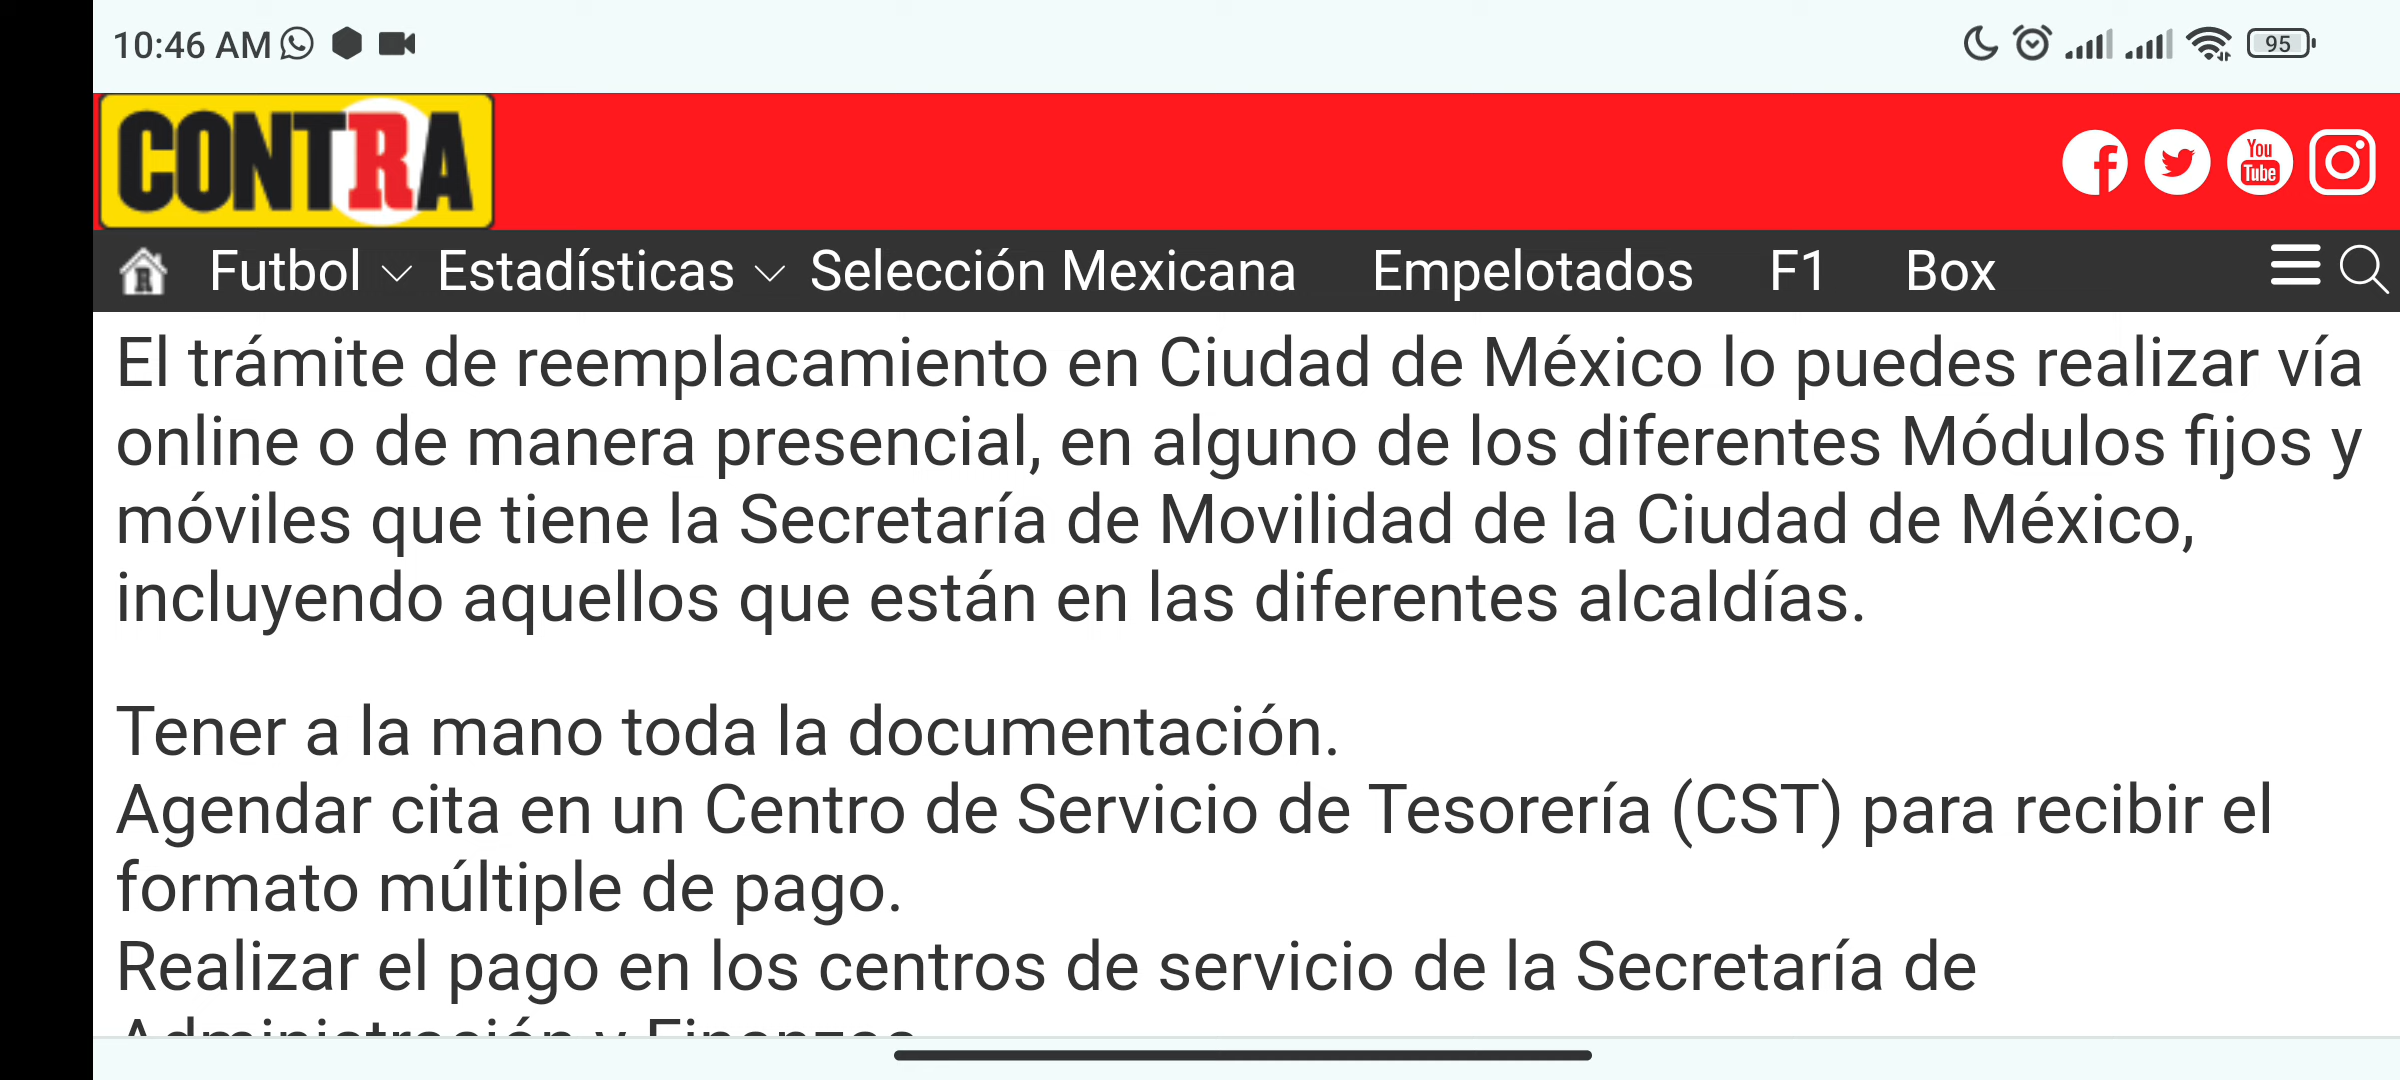 10:46 AM
95
CONTRA
You
Tube
R Futbol Estadísticas Selección Mexicana Empelotados F1 Box
El trámite de reemplacamiento en Ciudad de México lo puedes realizar vía
online o de manera presencial, en alguno de los diferentes Módulos fijos y
móviles que tiene la Secretaría de Movilidad de la Ciudad de México,
incluyendo aquellos que están en las diferentes alcaldías.
Tener a la mano toda la documentación.
Agendar cita en un Centro de Servicio de Tesorería (CST) para recibir el
formato múltiple de pago.
Realizar el pago en los centros de servicio de la Secretaría de
Administración y Finanzas